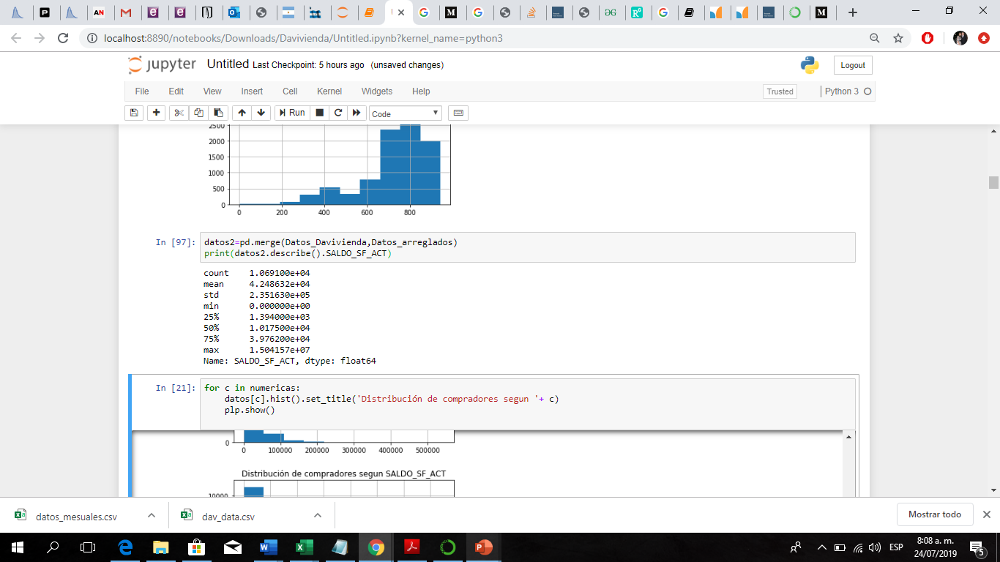 localhost:8890/notebooks/Downloads/Davivienda/Untitled.ipynb?kernel_name=python3
jupyter Untitled Last Checkpoint: 5 hours ago (unsaved changes) Logout
File Edit View Insert Cell Kernel Widgets Help Trusted Python 3
Run Code
2500
2000
1500
1000
500
0
0 200 400 600 800
In [97]: datos2=pd.merge(Datos_Davivienda,Datos_arreglados)
print(datos2.describe().SALDO_SF_ACT)
count 1.069100e+04
mean 4.248632e+04
std 2.351630e+05
min 0.000000e+00
25% 1.394000e+03
50% 1.017500e+04
75% 3.976200e+04
max 1.504157e+07
Name: SALDO_SF_ACT, dtype: float64
In [21]: for c in numericas:
datos[c].hist().set_title('Distribución de compradores segun '+ c)
plp.show()
0
0 100000 200000 300000 400000 500000
Distribución de compradores segun SALDO_SF_ACT
10000
datos_mesuales.csv dav_data.csv Mostrar todo
ESP 8:08 a. m.
24/07/2019 5